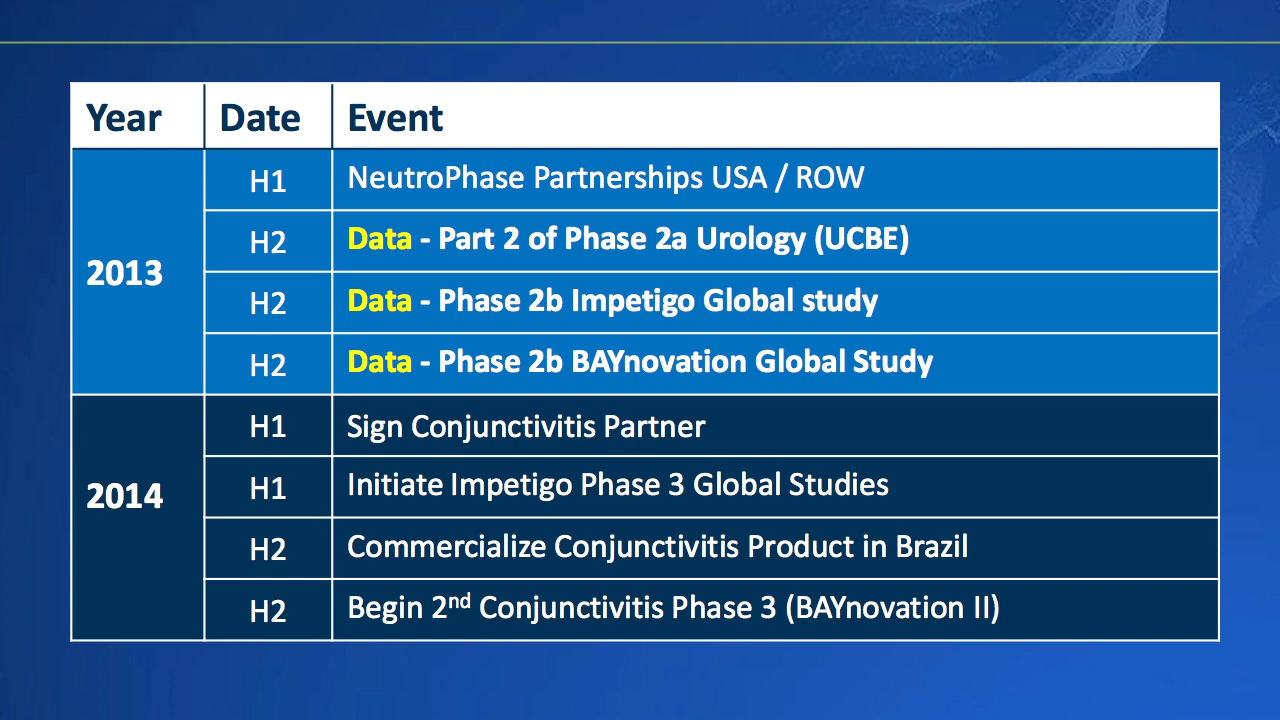 Year Date Event
2013
H1 NeutroPhase Partnerships USA / ROW
H2 Data - Part 2 of Phase 2a Urology (UCBE)
H2 Data - Phase 2b Impetigo Global study
H2 Data - Phase 2b BAYnovation Global Study
2014
H1 Sign Conjunctivitis Partner
H1 Initiate Impetigo Phase 3 Global Studies
H2 Commercialize Conjunctivitis Product in Brazil
H2 Begin 2nd Conjunctivitis Phase 3 (BAYnovation II)